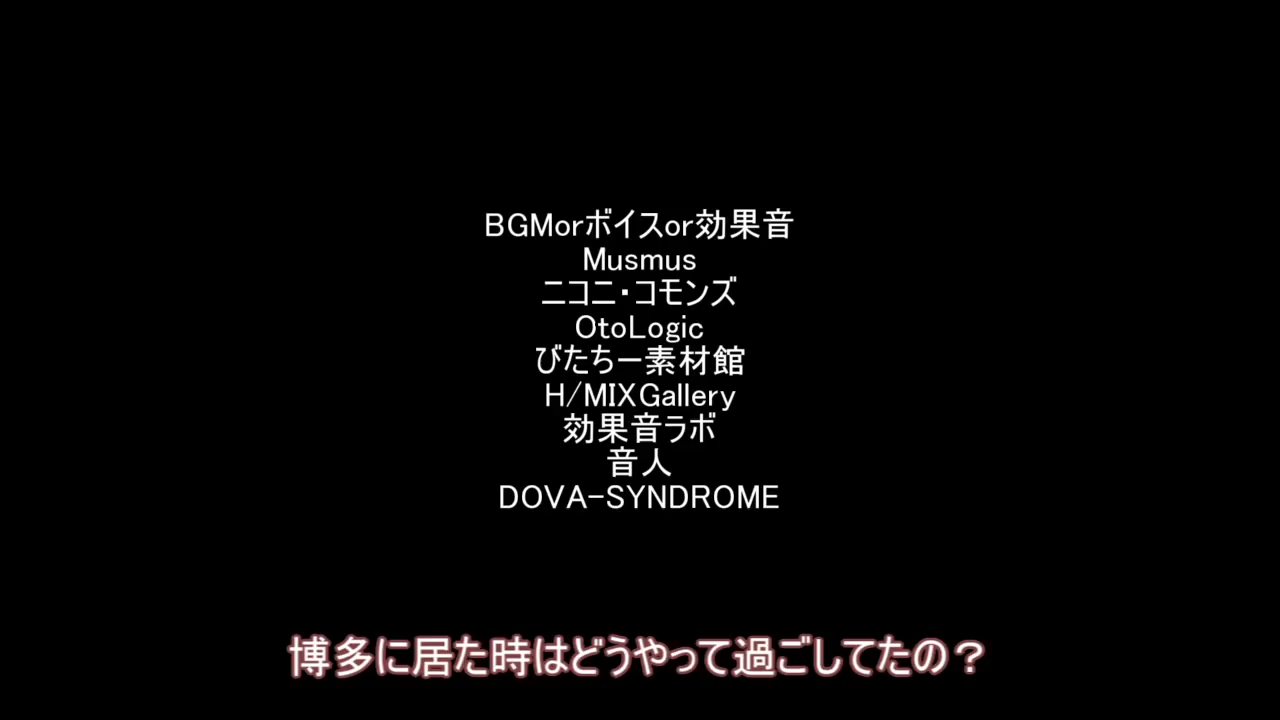 BGMorボイスor効果音
Musmus
ニコニ・コモンズ
OtoLogic
びたちー素材館
H/MIXGallery
効果音ラボ
音人
DOVA-SYNDROME
博多に居た時はどうやって過ごしてたの？